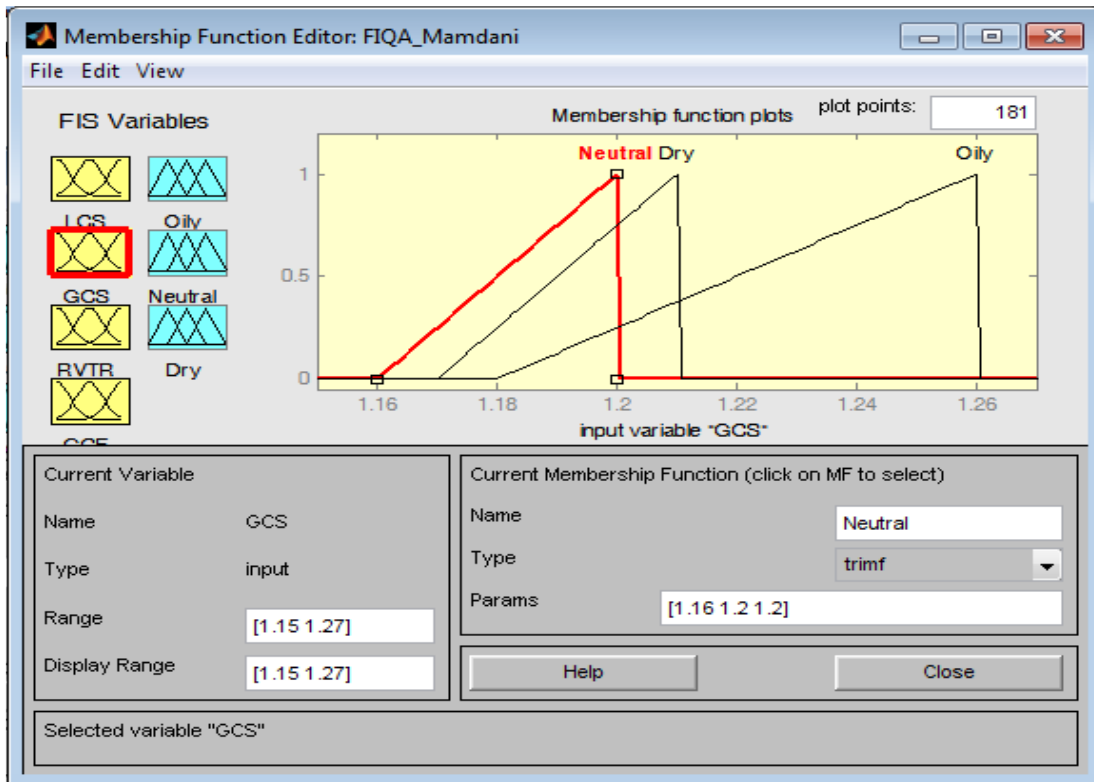 Membership Function Editor: FIQA_Mamdani
File Edit View
FIS Variables
Membership function plots
plot points:
181
LCS
Oily
GCS
Neutral
RVTR
Dry
Neutral
Dry
Oily
1
0.5
0
1.16
1.18
1.2
1.22
1.24
1.26
input variable "GCS"
Current Variable
Name
GCS
Type
input
Range
[1.15 1.27]
Display Range
[1.15 1.27]
Current Membership Function (click on MF to select)
Name
Neutral
Type
trimf
Params
[1.16 1.2 1.2]
Help
Close
Selected variable "GCS"